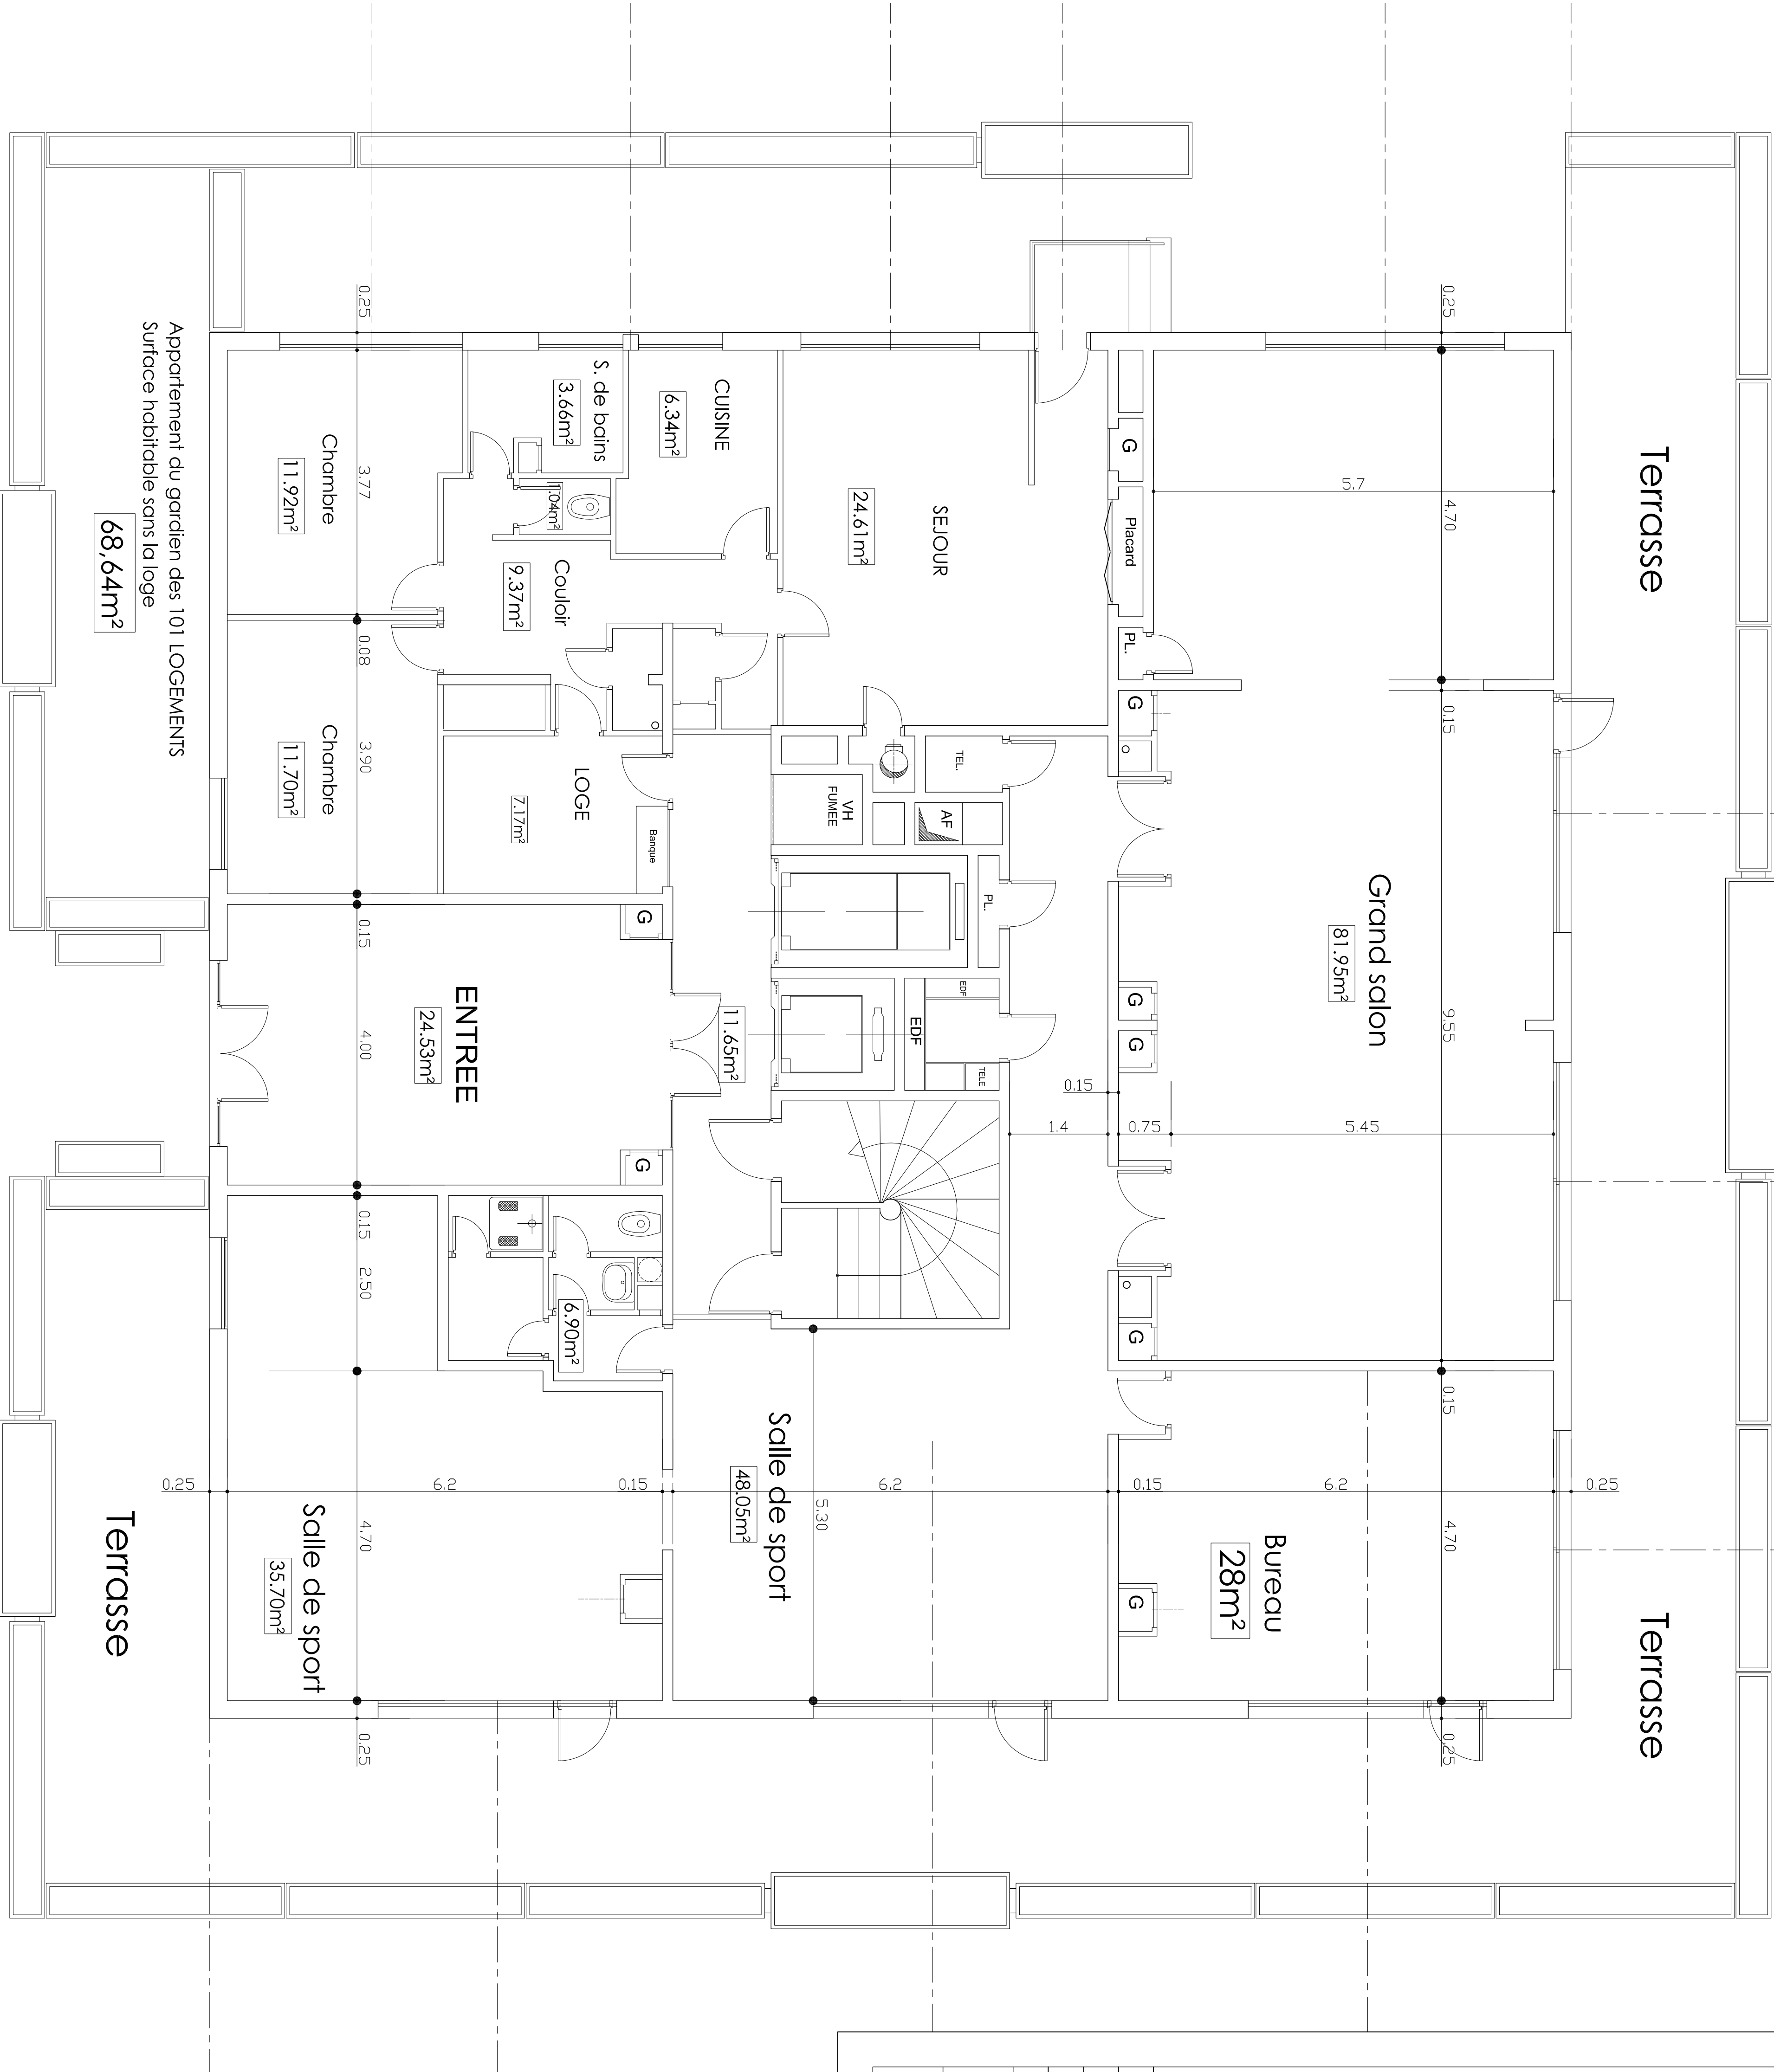 Terrasse
Terrasse
0.25
4.70
0.15
9.55
0.15
4.70
0.25
5.7
5.45
0.75
0.15
1.4
Grand salon
81.95m²
Bureau
28m²
0.25
6.2
0.15
6.2
0.15
6.2
0.25
G
Placard
PL.
G
G
G
G
G
SEJOUR
24.61m²
TEL.
AF
VH
FUMEE
PL.
EDF
EDF
TELE
CUISINE
6.34m²
S. de bains
3.66m²
1.04m²
Couloir
9.37m²
LOGE
7.17m²
Banque
11.65m²
G
G
ENTREE
24.53m²
6.90m²
Salle de sport
48.05m²
5.30
Chambre
11.92m²
Chambre
11.70m²
Salle de sport
35.70m²
0.25
3.77
0.08
3.90
0.15
4.00
0.15
2.50
4.70
0.25
Appartement du gardien des 101 LOGEMENTS
Surface habitable sans la loge
68,64m²
Terrasse